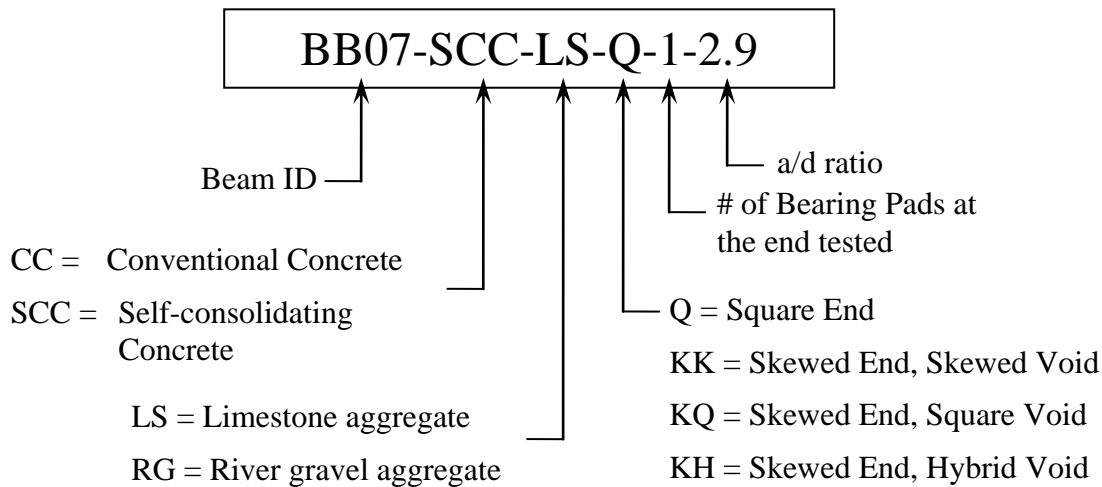 BB07-SCC-LS-Q-1-2.9
Beam ID
a/d ratio
# of Bearing Pads at
the end tested
CC = Conventional Concrete
SCC = Self-consolidating
Concrete
LS = Limestone aggregate
RG = River gravel aggregate
Q = Square End
KK = Skewed End, Skewed Void
KQ = Skewed End, Square Void
KH = Skewed End, Hybrid Void